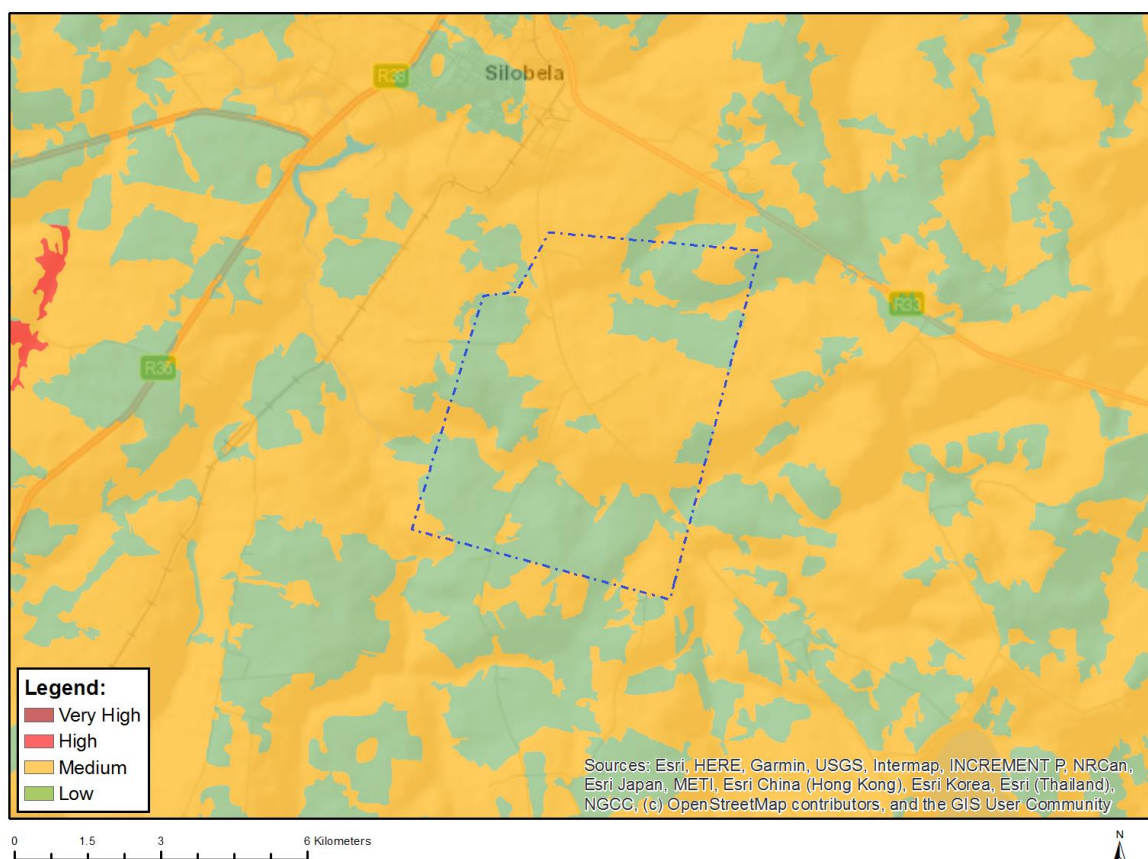 Silobela
R38
R33
R36
Legend:
Very High
High
Medium
Low
Sources: Esri, HERE, Garmin, USGS, Intermap, INCREMENT P, NRCan,
Esri Japan, METI, Esri China (Hong Kong), Esri Korea, Esri (Thailand),
NGCC, (c) OpenStreetMap contributors, and the GIS User Community
0 1.5 3 6 Kilometers
N